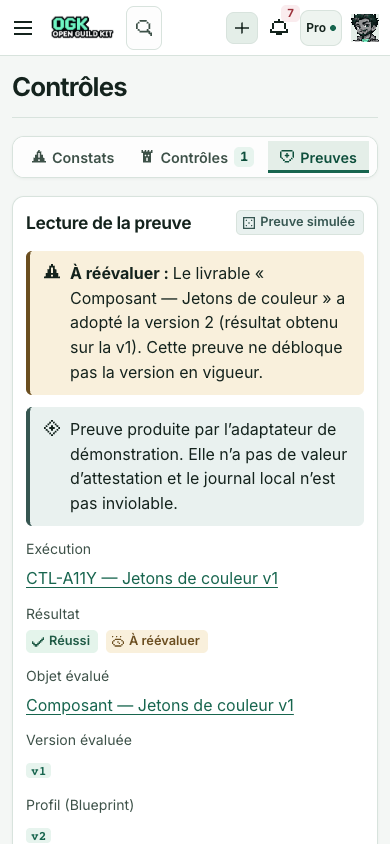 OGK
OPEN GUILD KIT
7
Pro
Contrôles
Constats
Contrôles 1
Preuves
Lecture de la preuve
Preuve simulée
À réévaluer : Le livrable «
Composant — Jetons de couleur » a
adopté la version 2 (résultat obtenu
sur la v1). Cette preuve ne débloque
pas la version en vigueur.
Preuve produite par l’adaptateur de
démonstration. Elle n’a pas de valeur
d’attestation et le journal local n’est
pas inviolable.
Exécution
CTL-A11Y — Jetons de couleur v1
Résultat
Réussi
À réévaluer
Objet évalué
Composant — Jetons de couleur v1
Version évaluée
v1
Profil (Blueprint)
v2